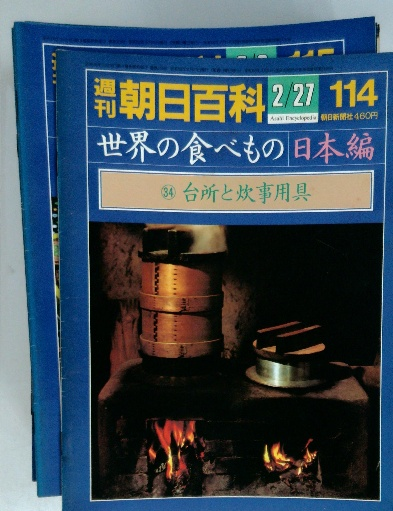 週刊 朝日百科 2/27 114
Asahi Encyclopedia 朝日新聞社 460円
世界の食べもの 日本編
㉞ 台所と炊事用具
115